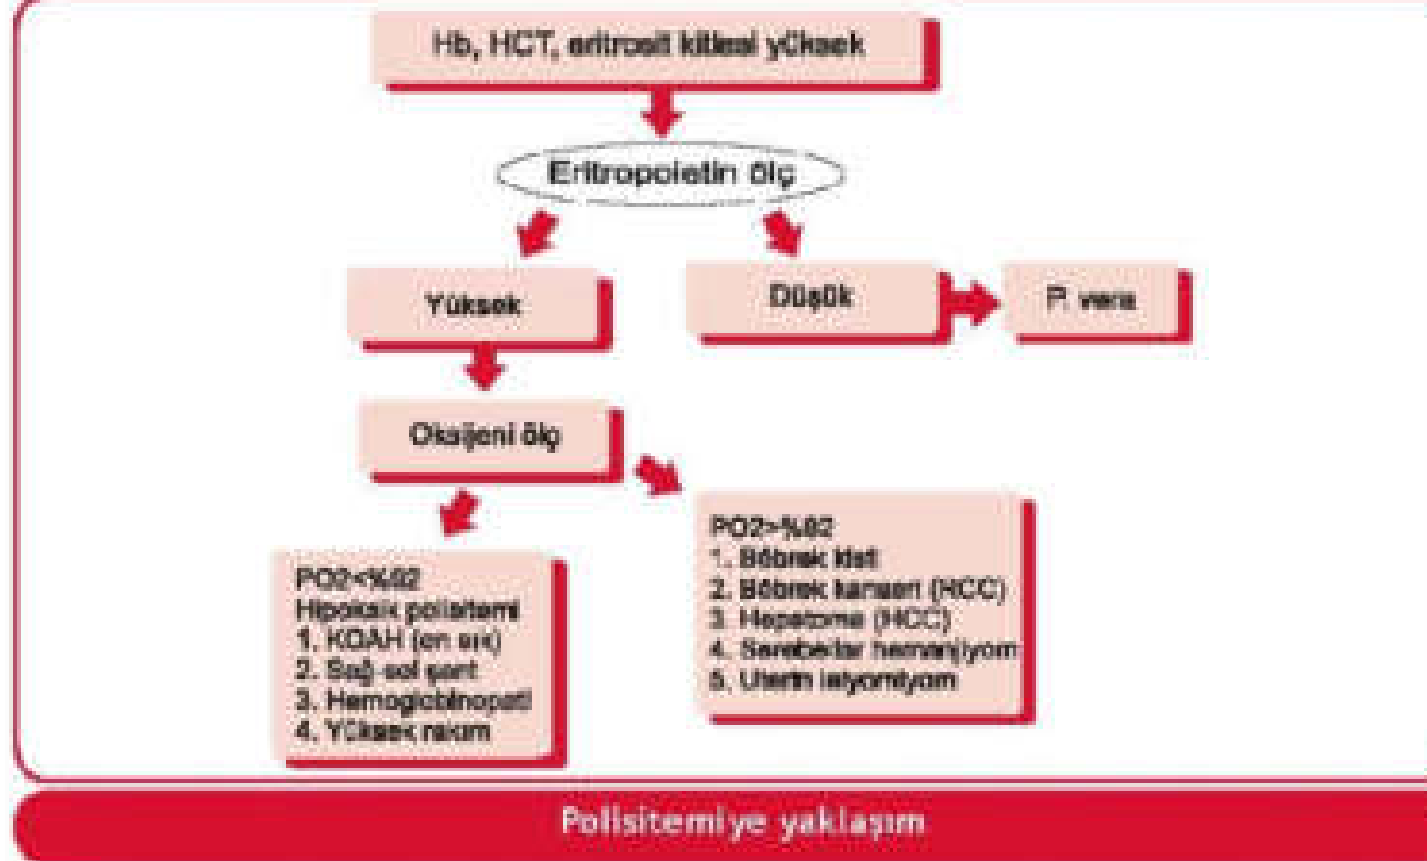 Hb, HCT, eritrosit kitlesi yüksek
Eritropoietin ölç
Yüksek
Düşük
P. vera
Oksijeni ölç
PO2>%92
1. Böbrek kisti
2. Böbrek kanseri (RCC)
3. Hepatoma (HCC)
4. Serebellar hemanjiyom
5. Uterin leiyomiyom
PO2<%92
Hipoksik polisitemi
1. KOAH (en sık)
2. Sağ-sol şant
3. Hemoglobinopati
4. Yüksek rakım
Polisitemiye yaklaşım